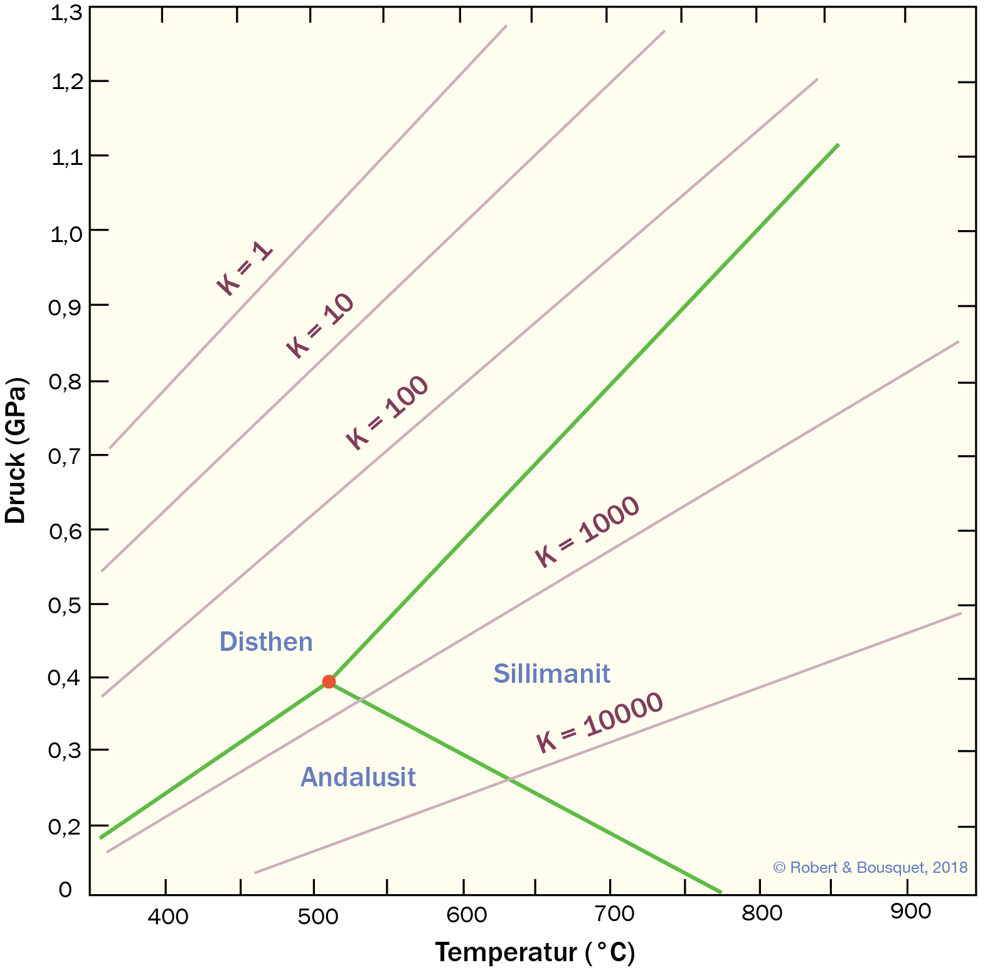 1,3
1,2
1,1
1,0
0,9
0,8
0,7
0,6
0,5
0,4
0,3
0,2
0
Druck (GPa)
K = 1
K = 10
K = 100
K = 1000
K = 10000
Disthen
Sillimanit
Andalusit
© Robert & Bousquet, 2018
400 500 600 700 800 900
Temperatur (°C)